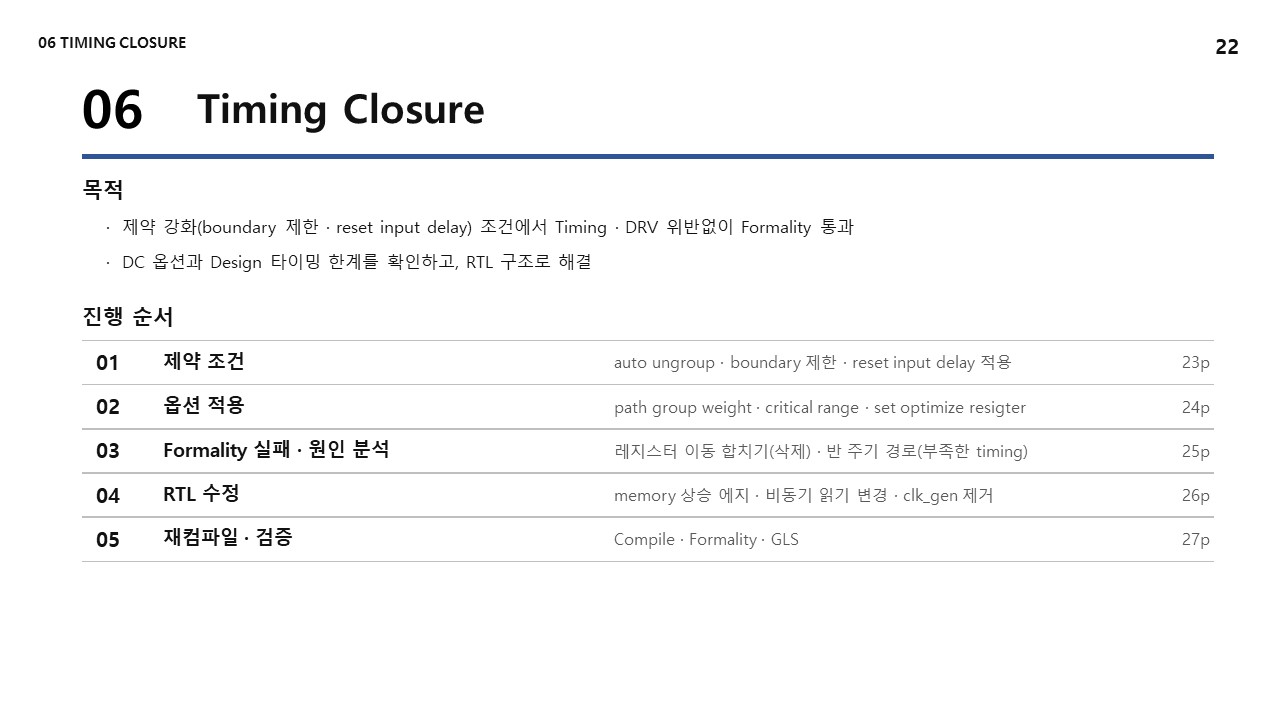 06 TIMING CLOSURE
22
06 Timing Closure
목적
· 제약 강화(boundary 제한 · reset input delay) 조건에서 Timing · DRV 위반없이 Formality 통과
· DC 옵션과 Design 타이밍 한계를 확인하고, RTL 구조로 해결
진행 순서
01 제약 조건 auto ungroup · boundary 제한 · reset input delay 적용 23p
02 옵션 적용 path group weight · critical range · set optimize resigter 24p
03 Formality 실패 · 원인 분석 레지스터 이동 합치기(삭제) · 반 주기 경로(부족한 timing) 25p
04 RTL 수정 memory 상승 에지 · 비동기 읽기 변경 · clk_gen 제거 26p
05 재컴파일 · 검증 Compile · Formality · GLS 27p